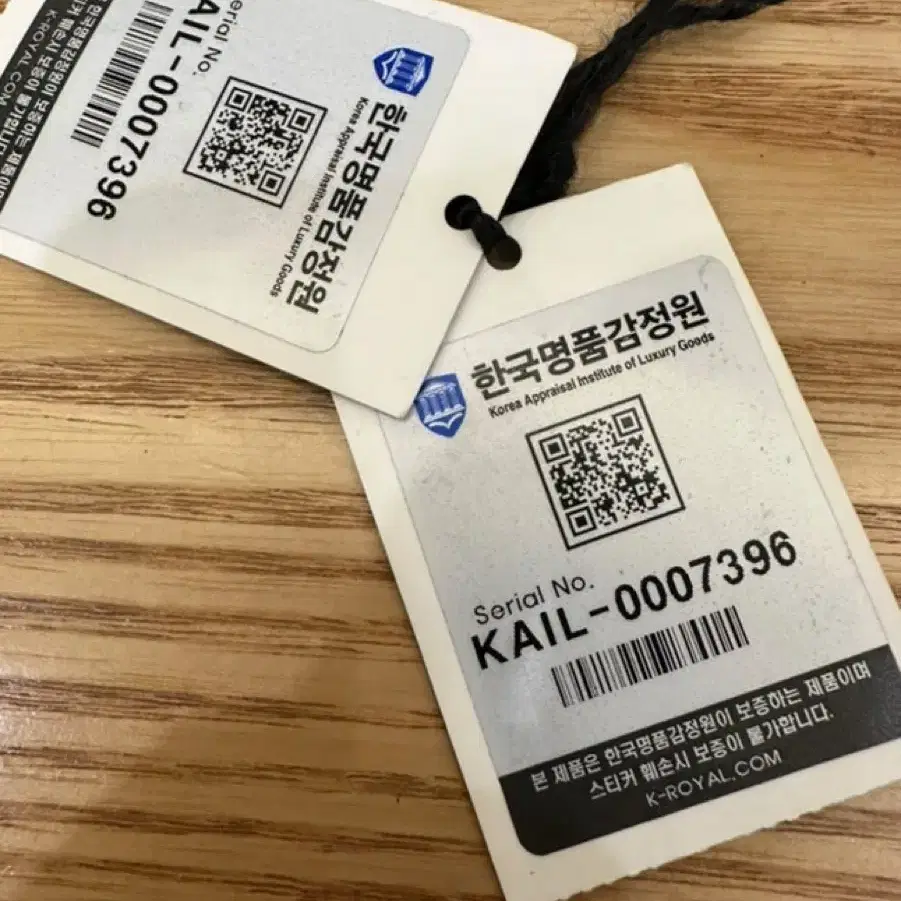 한국명품감정원
Korea Appraisal Institute of Luxury Goods
Serial No.
KAIL-0007396
한국명품감정원
Korea Appraisal Institute of Luxury Goods
Serial No.
KAIL-0007396
본 제품은 한국명품감정원이 보증하는 제품이며
스티커 훼손시 보증이 불가합니다.
K-ROYAL.COM